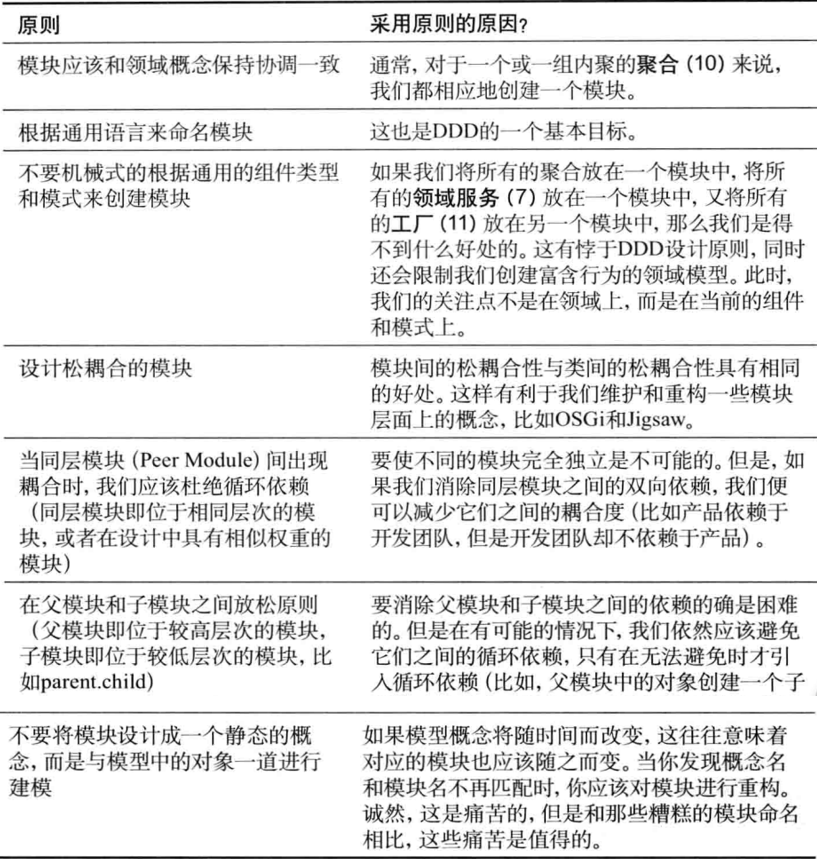 原则
采用原则的原因?
模块应该和领域概念保持协调一致
通常, 对于一个或一组内聚的聚合 (10) 来说,
我们都相应地创建一个模块。
根据通用语言来命名模块
这也是DDD的一个基本目标。
不要机械式的根据通用的组件类型
和模式来创建模块
如果我们将所有的聚合放在一个模块中, 将所
有的领域服务 (7) 放在一个模块中, 又将所有
的工厂 (11) 放在另一个模块中, 那么我们是得
不到什么好处的。这有悖于DDD设计原则, 同时
还会限制我们创建富含行为的领域模型。此时,
我们的关注点不是在领域上, 而是在当前的组件
和模式上。
设计松耦合的模块
模块间的松耦合性与类间的松耦合性具有相同
的好处。这样有利于我们维护和重构一些模块
层面上的概念, 比如OSGi和Jigsaw。
当同层模块 (Peer Module) 间出现
耦合时, 我们应该杜绝循环依赖
(同层模块即位于相同层次的模
块, 或者在设计中具有相似权重的
模块)
要使不同的模块完全独立是不可能的。但是, 如
果我们消除同层模块之间的双向依赖, 我们便
可以减少它们之间的耦合度 (比如产品依赖于
开发团队, 但是开发团队却不依赖于产品) 。
在父模块和子模块之间放松原则
(父模块即位于较高层次的模块,
子模块即位于较低层次的模块, 比
如parent.child)
要消除父模块和子模块之间的依赖的确是困难
的。但是在有可能的情况下, 我们依然应该避免
它们之间的循环依赖, 只有在无法避免时才引
入循环依赖 (比如, 父模块中的对象创建一个子
不要将模块设计成一个静态的概
念, 而是与模型中的对象一道进行
建模
如果模型概念将随时间而改变, 这往往意味着
对应的模块也应该随之而变。当你发现概念名
和模块名不再匹配时, 你应该对模块进行重构。
诚然, 这是痛苦的, 但是和那些糟糕的模块命名
相比, 这些痛苦是值得的。